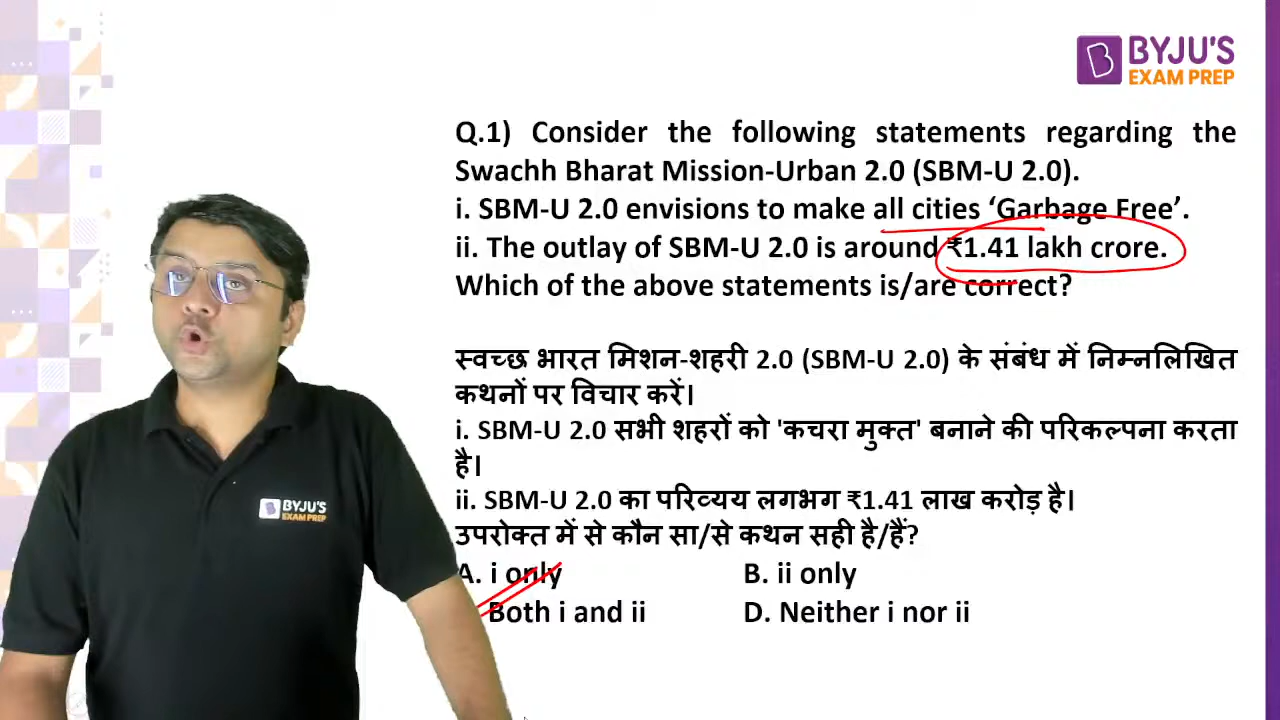 BYJU'S
EXAM PREP
Q.1) Consider the following statements regarding the
Swachh Bharat Mission-Urban 2.0 (SBM-U 2.0).
i. SBM-U 2.0 envisions to make all cities ‘Garbage Free’.
ii. The outlay of SBM-U 2.0 is around ₹1.41 lakh crore.
Which of the above statements is/are correct?
स्वच्छ भारत मिशन-शहरी 2.0 (SBM-U 2.0) के संबंध में निम्नलिखित
कथनों पर विचार करें।
i. SBM-U 2.0 सभी शहरों को 'कचरा मुक्त' बनाने की परिकल्पना करता
है।
ii. SBM-U 2.0 का परिव्यय लगभग ₹1.41 लाख करोड़ है।
उपरोक्त में से कौन सा/से कथन सही है/हैं?
A. i only B. ii only
Both i and ii D. Neither i nor ii
BYJU'S
EXAM PREP